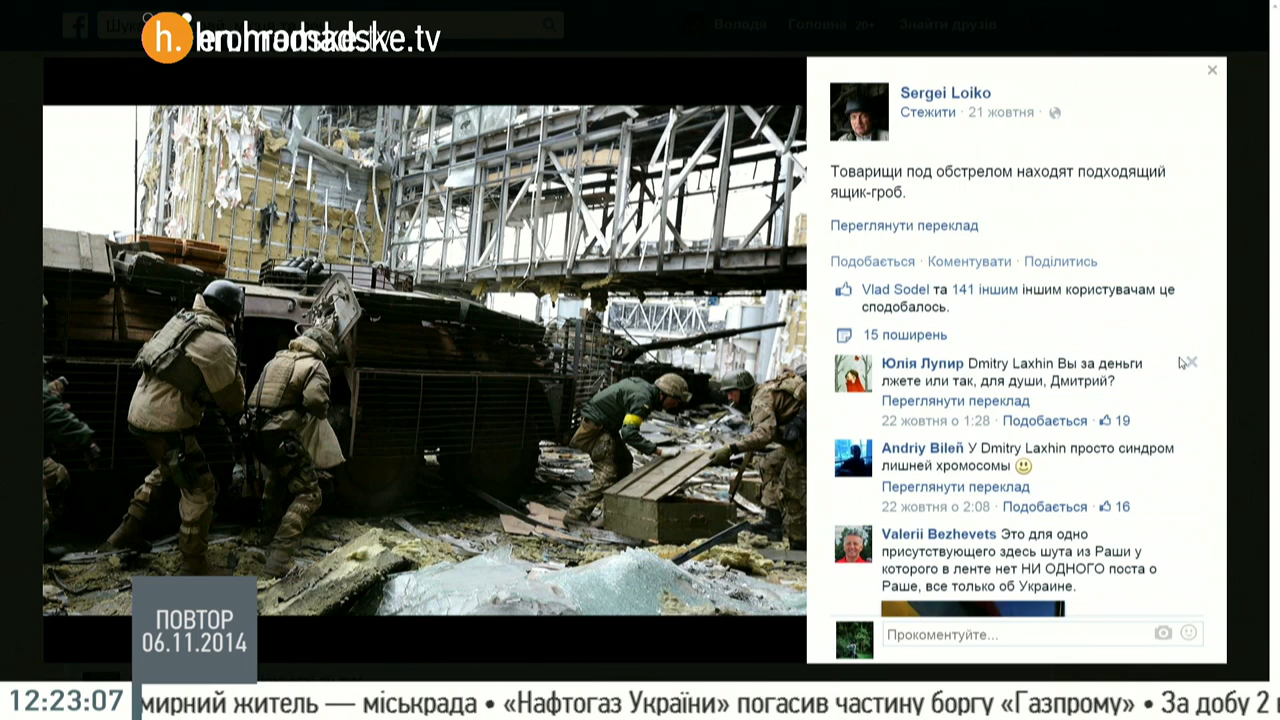 Володя Головна 20+ Знайти друзів
h. hromadske.tv
Sergei Loiko
Стежити · 21 жовтня ·
Товарищи под обстрелом находят подходящий
ящик-гроб.
Переглянути переклад
Подобається · Коментувати · Поділитись
Vlad Sodel та 141 іншим іншим користувачам це
сподобалось.
15 поширень
Юлія Лупир Dmitry Laxhin Вы за деньги
лжете или так, для души, Дмитрий?
Переглянути переклад
22 жовтня о 1:28 · Подобається · 19
Andriy Bileñ У Dmitry Laxhin просто синдром
лишней хромосомы
Переглянути переклад
22 жовтня о 2:08 · Подобається · 16
Valerii Bezhevets Это для одно
присутствующего здесь шута из Раши у
которого в ленте нет НИ ОДНОГО поста о
Раше, все только об Украине.
Прокоментуйте...
ПОВТОР
06.11.2014
12:23:07 мирний житель — міськрада • «Нафтогаз України» погасив частину боргу «Газпрому» • За добу 2